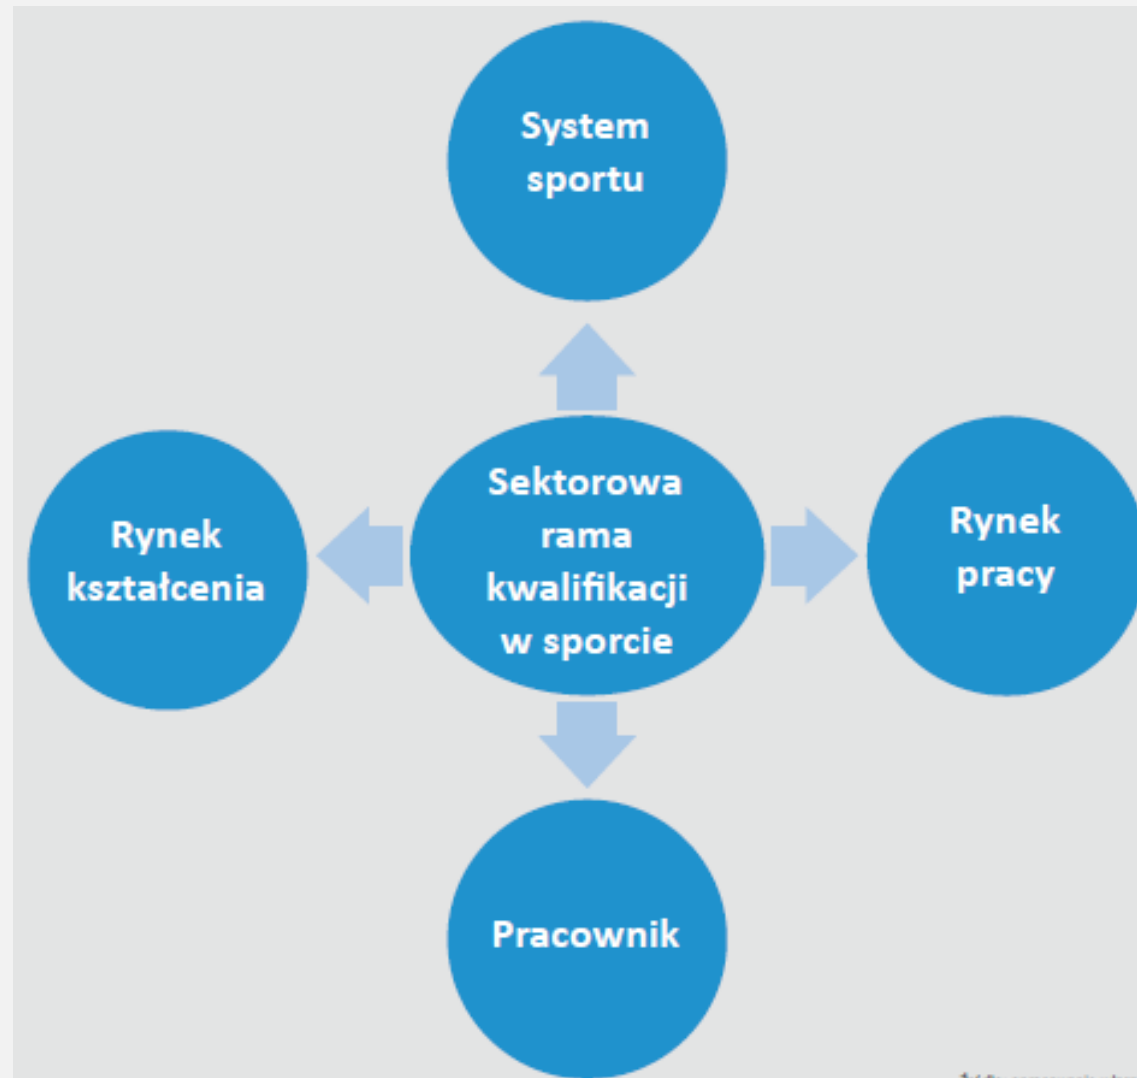 System
sportu
Sektorowa
rama
kwalifikacji
w sporcie
Rynek
kształcenia
Rynek
pracy
Pracownik